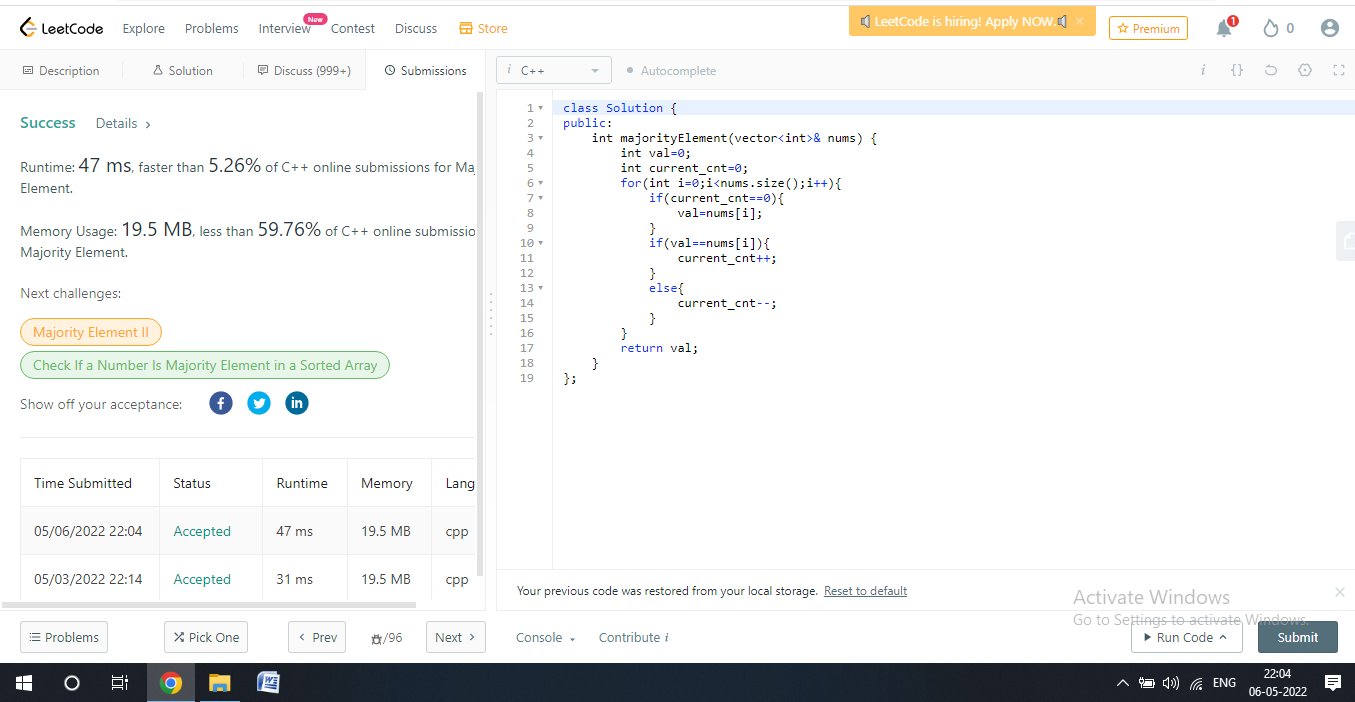 LeetCode Explore Problems Interview New Contest Discuss Store LeetCode is hiring! Apply NOW. × Premium 1 0
Description Solution Discuss (999+) Submissions
i C++ Autocomplete i {}
Success Details >
Runtime: 47 ms, faster than 5.26% of C++ online submissions for Maj
Element.
Memory Usage: 19.5 MB, less than 59.76% of C++ online submissio
Majority Element.
Next challenges:
Majority Element II
Check If a Number Is Majority Element in a Sorted Array
Show off your acceptance: f in
Time Submitted Status Runtime Memory Lang
05/06/2022 22:04 Accepted 47 ms 19.5 MB cpp
05/03/2022 22:14 Accepted 31 ms 19.5 MB cpp
1 class Solution {
2 public:
3 int majorityElement(vector<int>& nums) {
4 int val=0;
5 int current_cnt=0;
6 for(int i=0;i<nums.size();i++){
7 if(current_cnt==0){
8 val=nums[i];
9 }
10 if(val==nums[i]){
11 current_cnt++;
12 }
13 else{
14 current_cnt--;
15 }
16 }
17 return val;
18 }
19 };
Your previous code was restored from your local storage. Reset to default ×
Activate Windows
Go to Settings to activate Windows.
Problems Pick One < Prev /96 Next > Console Contribute i Run Code Submit
W ENG 22:04
06-05-2022